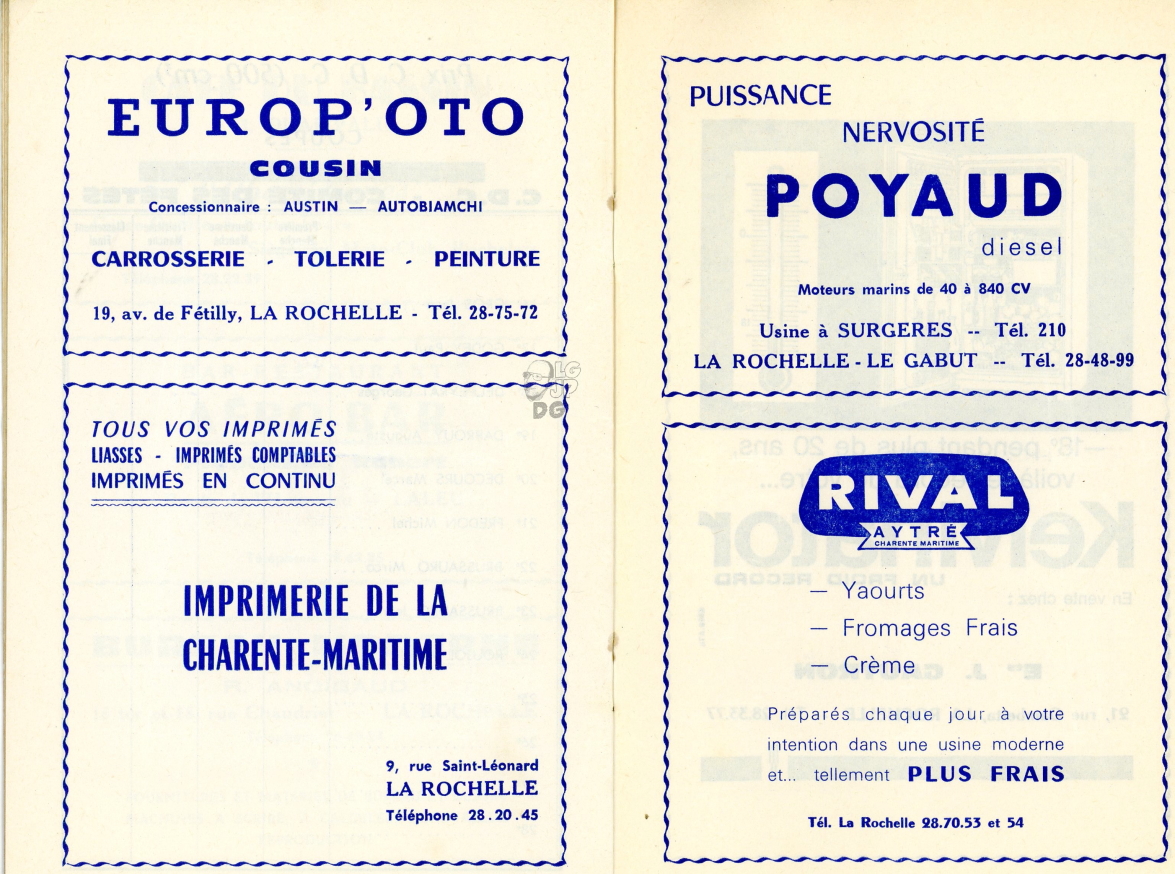 EUROP'OTO
COUSIN
Concessionnaire : AUSTIN — AUTOBIAMCHI
CARROSSERIE - TOLERIE - PEINTURE
19, av. de Fétilly, LA ROCHELLE - Tél. 28-75-72
TOUS VOS IMPRIMÉS
LIASSES - IMPRIMÉS COMPTABLES
IMPRIMÉS EN CONTINU
IMPRIMERIE DE LA
CHARENTE-MARITIME
9, rue Saint-Léonard
LA ROCHELLE
Téléphone 28.20.45
LG
JP
DG
PUISSANCE
NERVOSITÉ
POYAUD
diesel
Moteurs marins de 40 à 840 CV
Usine à SURGERES -- Tél. 210
LA ROCHELLE - LE GABUT -- Tél. 28-48-99
RIVAL
AYTRÉ
CHARENTE MARITIME
— Yaourts
— Fromages Frais
— Crème
Préparés chaque jour à votre
intention dans une usine moderne
et... tellement PLUS FRAIS
Tél. La Rochelle 28.70.53 et 54